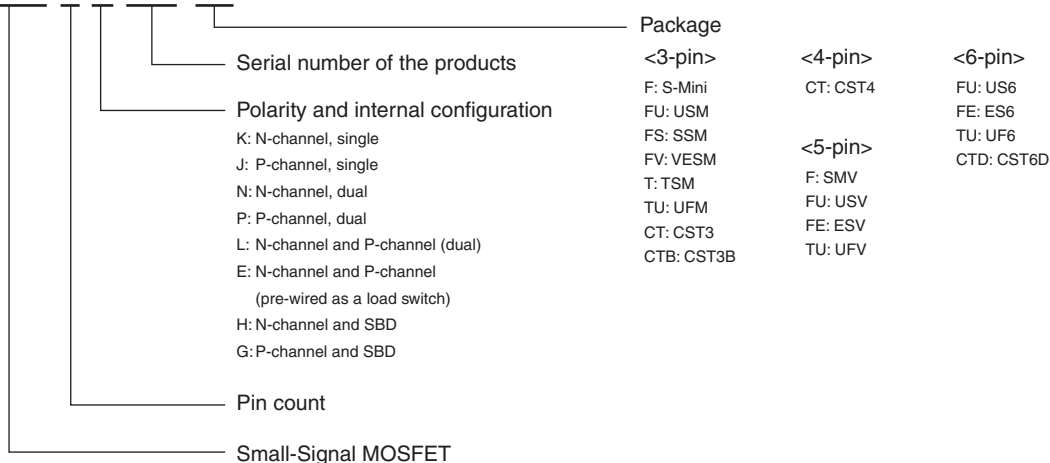 Package
<3-pin>
F: S-Mini
FU: USM
FS: SSM
FV: VESM
T: TSM
TU: UFM
CT: CST3
CTB: CST3B
<4-pin>
CT: CST4
<5-pin>
F: SMV
FU: USV
FE: ESV
TU: UFV
<6-pin>
FU: US6
FE: ES6
TU: UF6
CTD: CST6D
Serial number of the products
Polarity and internal configuration
K: N-channel, single
J: P-channel, single
N: N-channel, dual
P: P-channel, dual
L: N-channel and P-channel (dual)
E: N-channel and P-channel
(pre-wired as a load switch)
H: N-channel and SBD
G: P-channel and SBD
Pin count
Small-Signal MOSFET